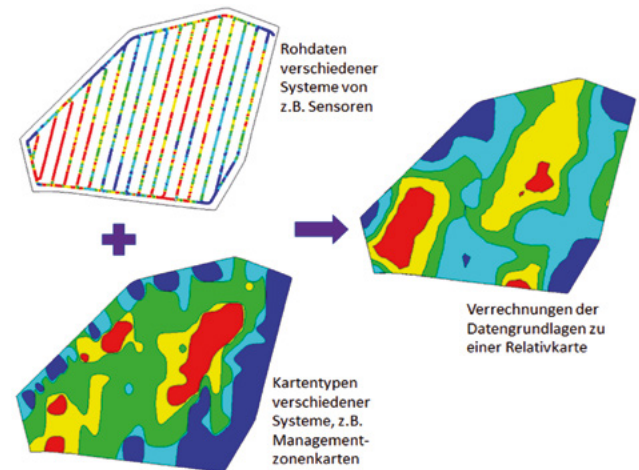 Rohdaten
verschiedener
Systeme von
z.B. Sensoren
Verrechnungen der
Datengrundlagen zu
einer Relativkarte
Kartentypen
verschiedener
Systeme, z.B.
Management-
zonenkarten